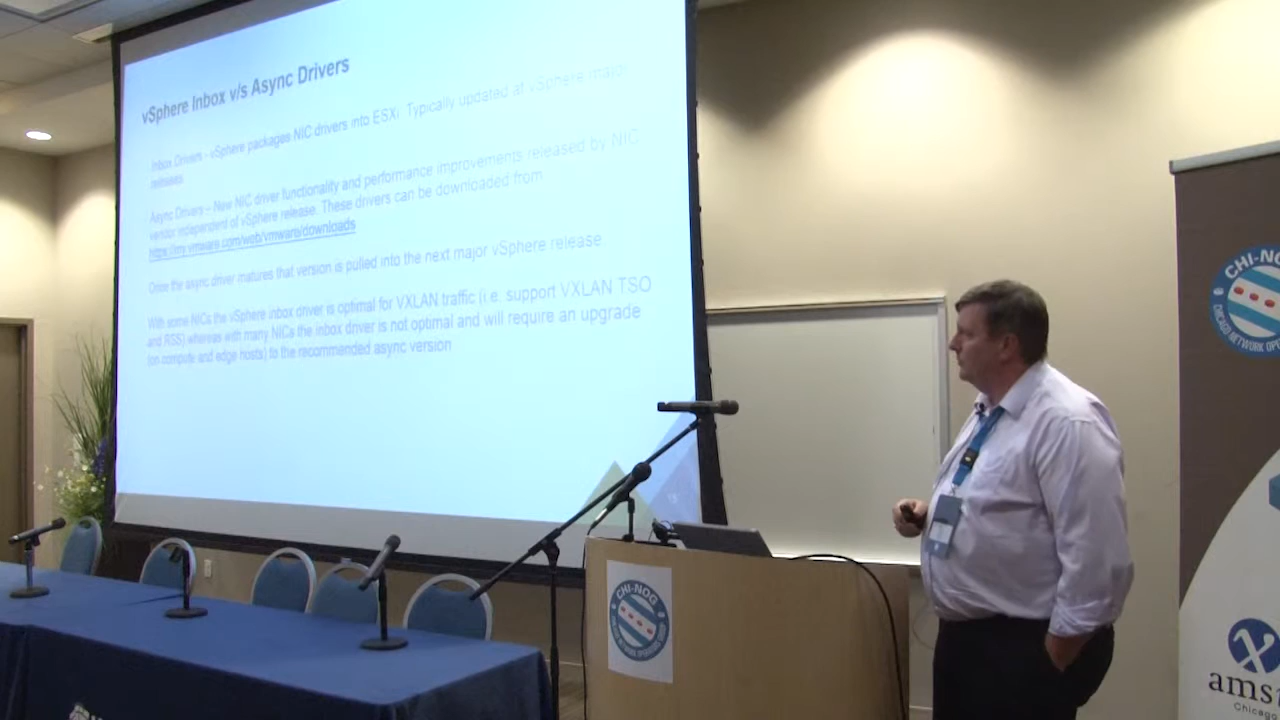 vSphere Inbox v/s Async Drivers
Inbox Drivers - vSphere packages NIC drivers into ESXi. Typically updated at vSphere major
releases
Async Drivers – New NIC driver functionality and performance improvements released by NIC
vendor independent of vSphere release. These drivers can be downloaded from
https://my.vmware.com/web/vmware/downloads
Once the async driver matures that version is pulled into the next major vSphere release
With some NICs the vSphere inbox driver is optimal for VXLAN traffic (i.e. support VXLAN TSO
and RSS) whereas with many NICs the inbox driver is not optimal and will require an upgrade
(on compute and edge hosts) to the recommended async version
CHI-NOG
CHI-NOG
CHICAGO NETWORK
Chicago